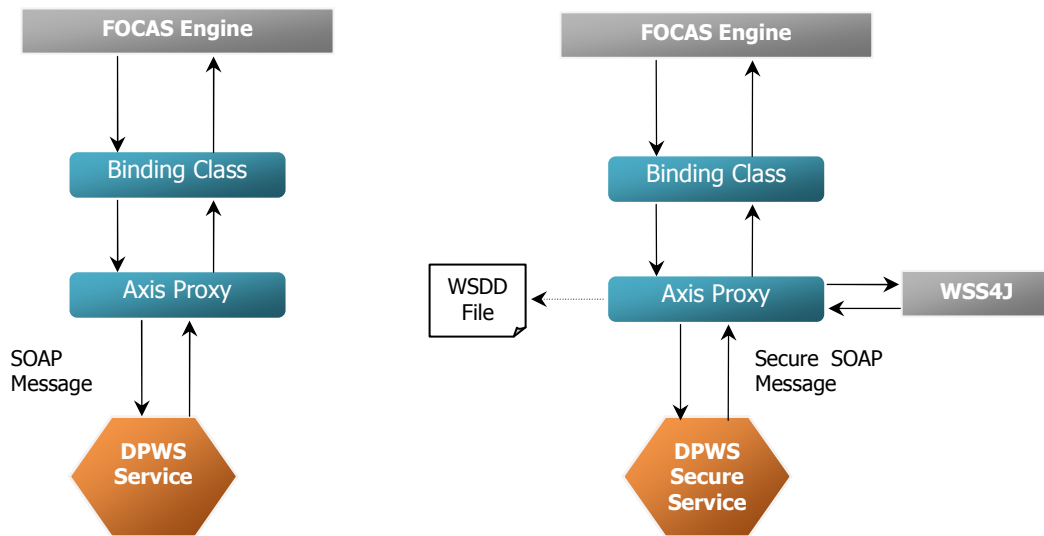 FOCAS Engine
Binding Class
Axis Proxy
SOAP
Message
DPWS
Service
FOCAS Engine
Binding Class
Axis Proxy
WSDD
File
WSS4J
Secure SOAP
Message
DPWS
Secure
Service